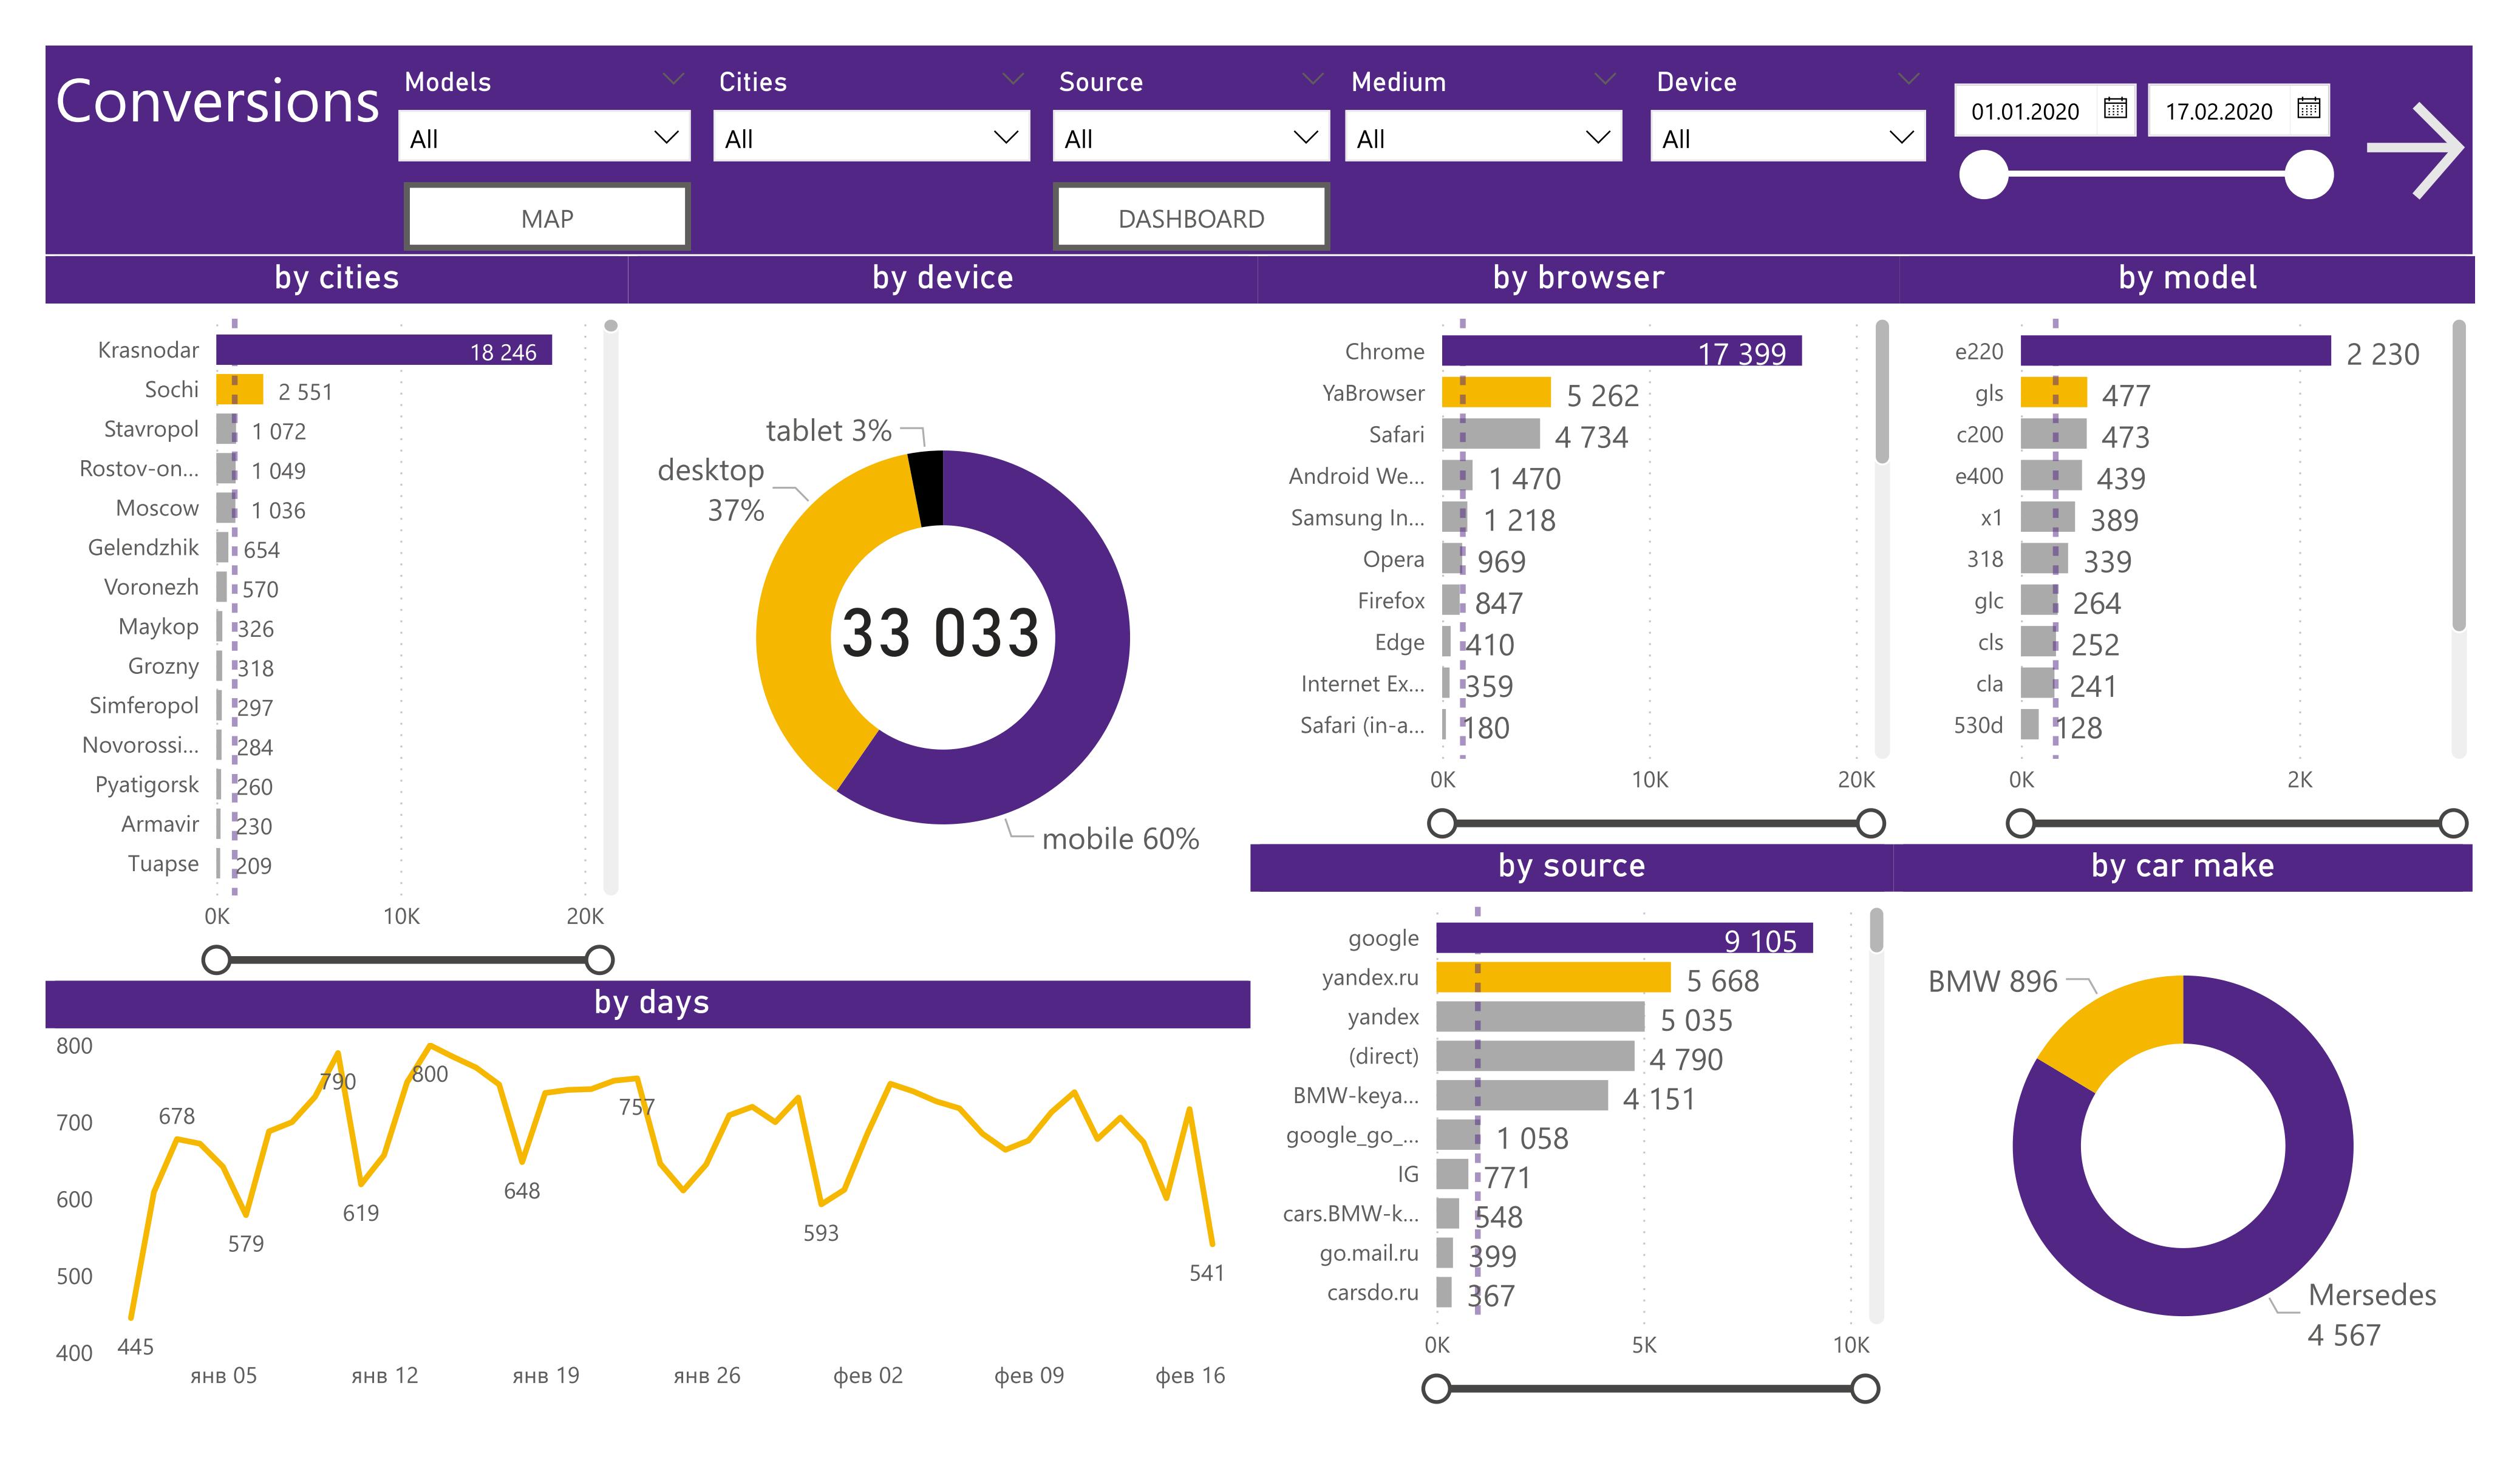 Conversions
Models
Cities
Source
Medium
Device
All
All
All
All
All
01.01.2020
17.02.2020
MAP
DASHBOARD
by cities
by device
by browser
by model
Krasnodar 18 246
Sochi 2 551
Stavropol 1 072
Rostov-on... 1 049
Moscow 1 036
Gelendzhik 654
Voronezh 570
Maykop 326
Grozny 318
Simferopol 297
Novorossi... 284
Pyatigorsk 260
Armavir 230
Tuapse 209
0K 10K 20K
tablet 3%
desktop
37%
33 033
mobile 60%
Chrome 17 399
YaBrowser 5 262
Safari 4 734
Android We... 1 470
Samsung In... 1 218
Opera 969
Firefox 847
Edge 410
Internet Ex... 359
Safari (in-a... 180
0K 10K 20K
e220 2 230
gls 477
c200 473
e400 439
x1 389
318 339
glc 264
cls 252
cla 241
530d 128
0K 2K
by days
800
700
600
500
400
445
678
579
790
619
800
648
757
593
541
янв 05 янв 12 янв 19 янв 26 фев 02 фев 09 фев 16
by source
google 9 105
yandex.ru 5 668
yandex 5 035
(direct) 4 790
BMW-keya... 4 151
google_go_... 1 058
IG 771
cars.BMW-k... 548
go.mail.ru 399
carsdo.ru 367
0K 5K 10K
by car make
BMW 896
Mersedes
4 567